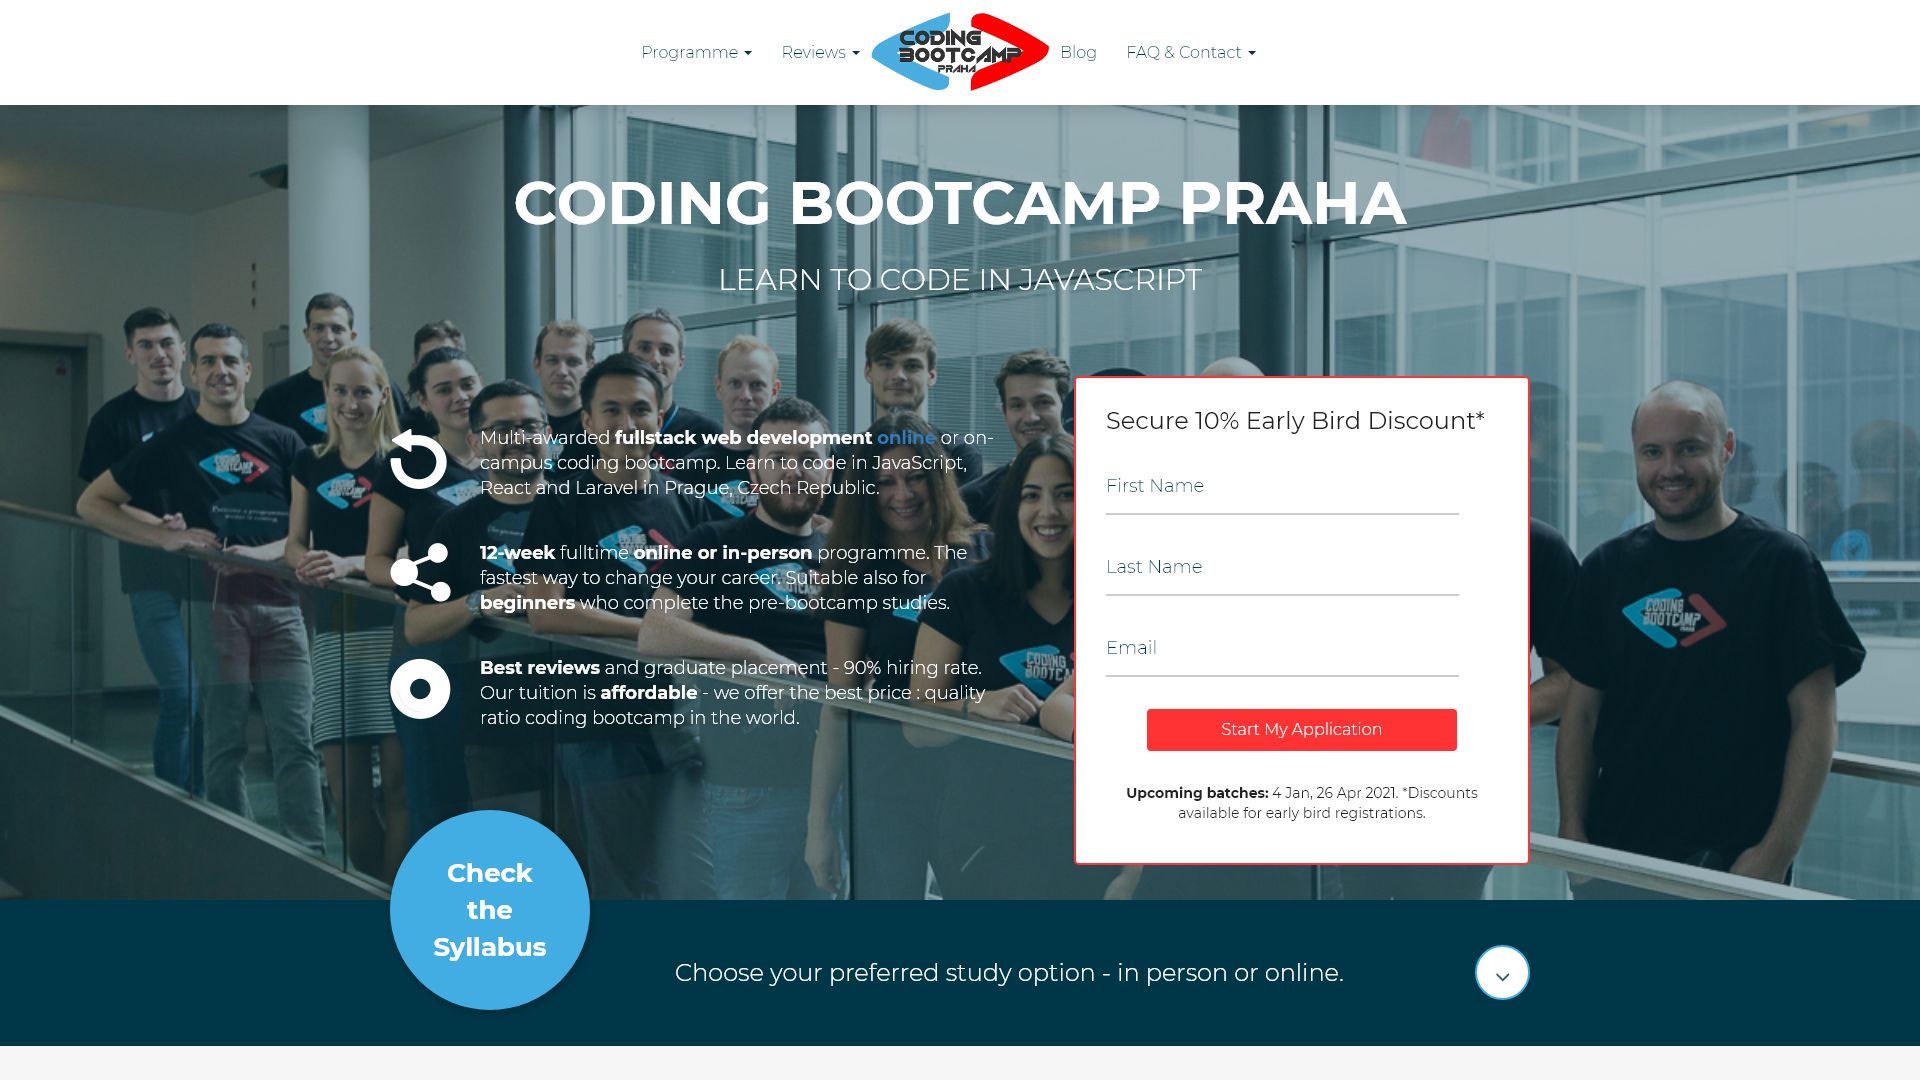 Programme
Reviews
CODING
BOOTCAMP
PRAHA
Blog
FAQ & Contact
CODING BOOTCAMP PRAHA
LEARN TO CODE IN JAVASCRIPT
Multi-awarded fullstack web development online or on-
campus coding bootcamp. Learn to code in JavaScript,
React and Laravel in Prague, Czech Republic.
12-week fulltime online or in-person programme. The
fastest way to change your career. Suitable also for
beginners who complete the pre-bootcamp studies.
Best reviews and graduate placement - 90% hiring rate.
Our tuition is affordable - we offer the best price : quality
ratio coding bootcamp in the world.
Secure 10% Early Bird Discount*
First Name
Last Name
Email
Start My Application
Upcoming batches: 4 Jan, 26 Apr 2021. *Discounts
available for early bird registrations.
CODING
BOOTCAMP
PRAHA
Check
the
Syllabus
Choose your preferred study option - in person or online.